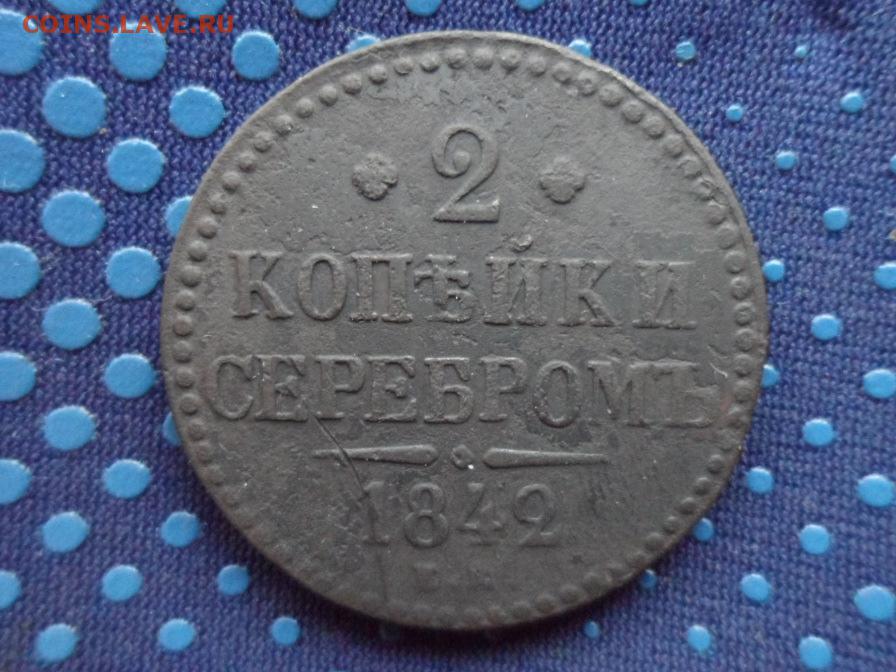 COINS.LAVE.RU
2
КОПѢЙКИ
СЕРЕБРОМЪ
1842